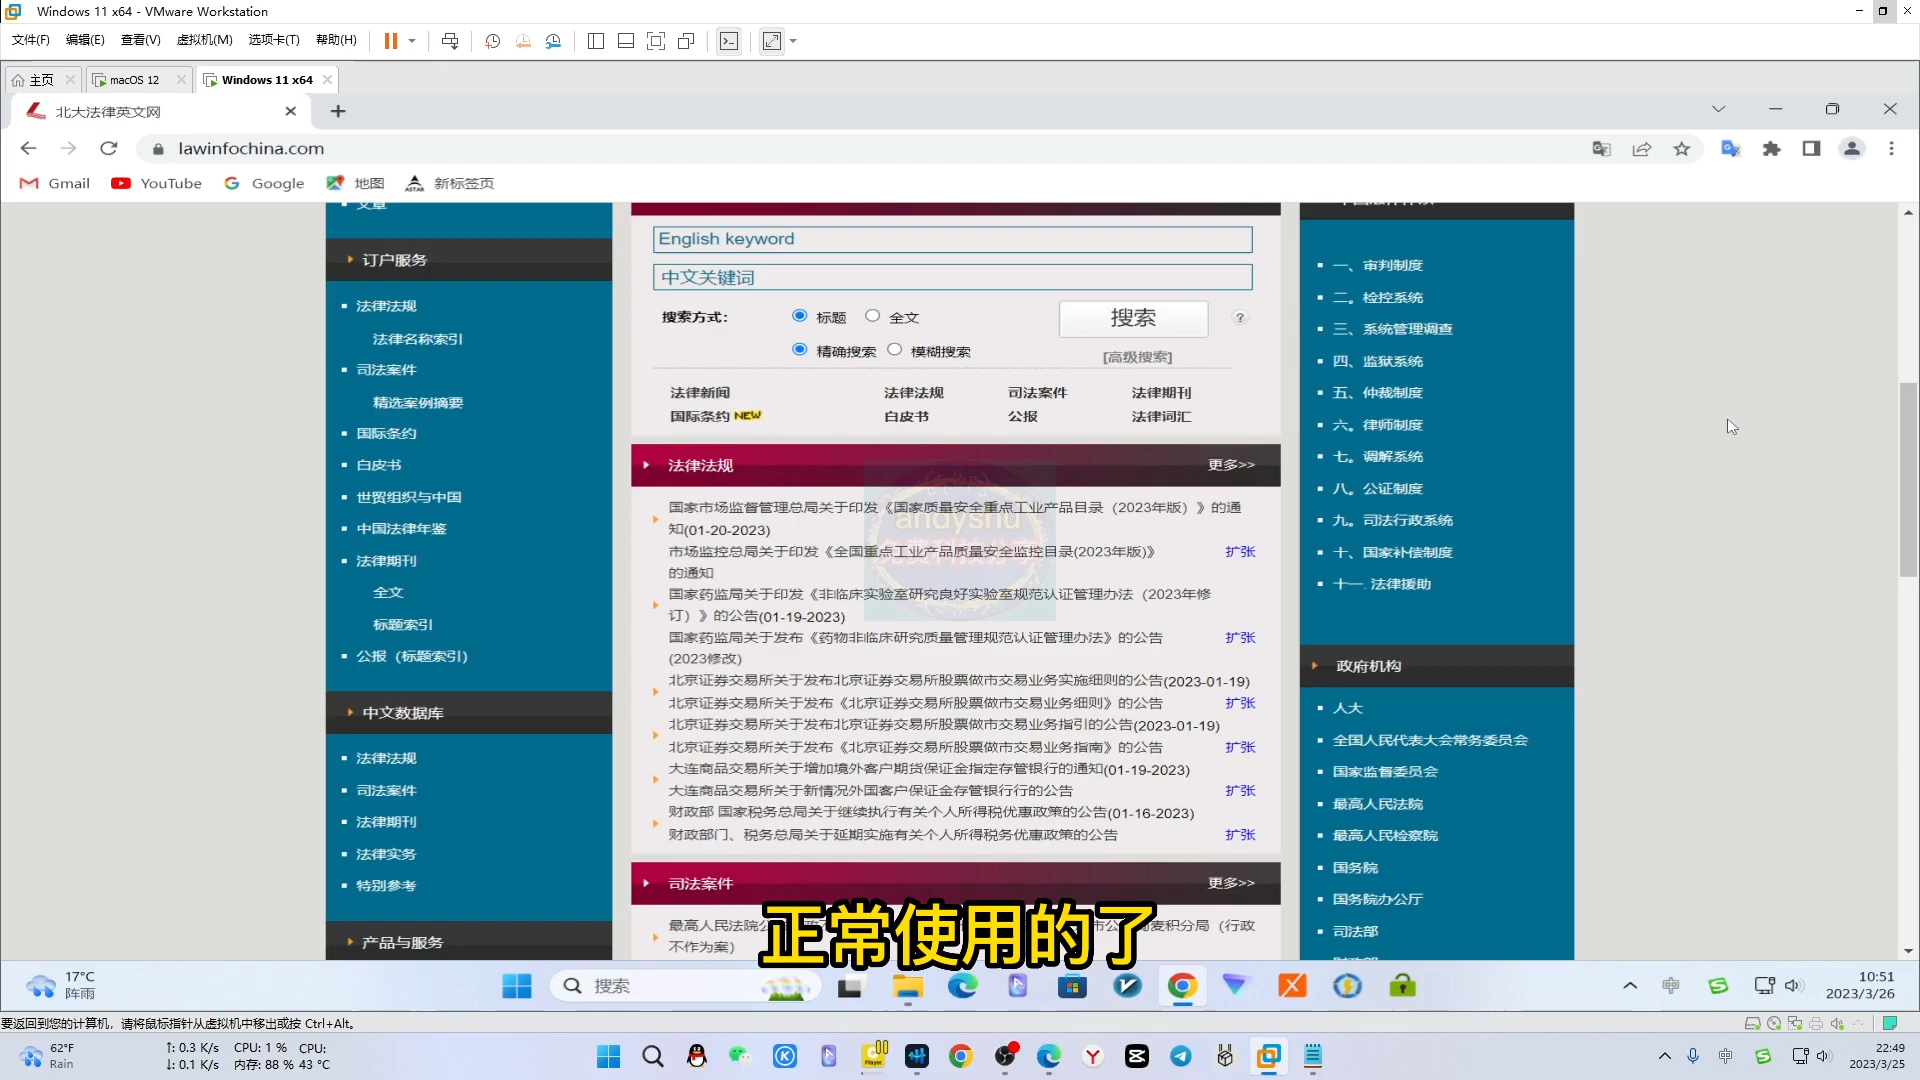 Windows 11 x64 - VMware Workstation
文件(F) 编辑(E) 查看(V) 虚拟机(M) 选项卡(T) 帮助(H)
主页 macOS 12 Windows 11 x64
北大法律英文网
lawinfochina.com
Gmail YouTube Google 地图 新标签页
文章
订户服务
法律法规
法律名称索引
司法案件
精选案例摘要
国际条约
白皮书
世贸组织与中国
中国法律年鉴
法律期刊
全文
标题索引
公报（标题索引）
中文数据库
法律法规
司法案件
法律期刊
法律实务
特别参考
产品与服务
English keyword
中文关键词
搜索方式： 标题 全文 搜索
精确搜索 模糊搜索 [高级搜索]
法律新闻 法律法规 司法案件 法律期刊
国际条约 NEW 白皮书 公报 法律词汇
法律法规 更多>>
国家市场监督管理总局关于印发《国家质量安全重点工业产品目录（2023年版）》的通
知(01-20-2023)
市场监控总局关于印发《全国重点工业产品质量安全监控目录(2023年版)》 扩张
的通知
国家药监局关于印发《非临床实验室研究良好实验室规范认证管理办法（2023年修
订）》的公告(01-19-2023)
国家药监局关于发布《药物非临床研究质量管理规范认证管理办法》的公告 扩张
(2023修改)
北京证券交易所关于发布北京证券交易所股票做市交易业务实施细则的公告(2023-01-19)
北京证券交易所关于发布《北京证券交易所股票做市交易业务细则》的公告 扩张
北京证券交易所关于发布北京证券交易所股票做市交易业务指引的公告(2023-01-19)
北京证券交易所关于发布《北京证券交易所股票做市交易业务指南》的公告 扩张
大连商品交易所关于增加境外客户期货保证金指定存管银行的通知(01-19-2023)
大连商品交易所关于新情况外国客户保证金存管银行行的公告 扩张
财政部 国家税务总局关于继续执行有关个人所得税优惠政策的公告(01-16-2023)
财政部门、税务总局关于延期实施有关个人所得税务优惠政策的公告 扩张
andyshu
免费科技分享
司法案件 更多>>
最高人民法院公 麦积分局（行政
不作为案）
正常使用的了
一、审判制度
二。检控系统
三、系统管理调查
四、监狱系统
五、仲裁制度
六。律师制度
七。调解系统
八。公证制度
九。司法行政系统
十、国家补偿制度
十一. 法律援助
政府机构
人大
全国人民代表大会常务委员会
国家监督委员会
最高人民法院
最高人民检察院
国务院
国务院办公厅
司法部
17°C
阵雨
搜索
中
10:51
2023/3/26
要返回到您的计算机，请将鼠标指针从虚拟机中移出或按 Ctrl+Alt。
62°F
Rain
↑: 0.3 K/s CPU: 1 % CPU:
↓: 0.1 K/s 内存: 88 % 43 °C
中
22:49
2023/3/25